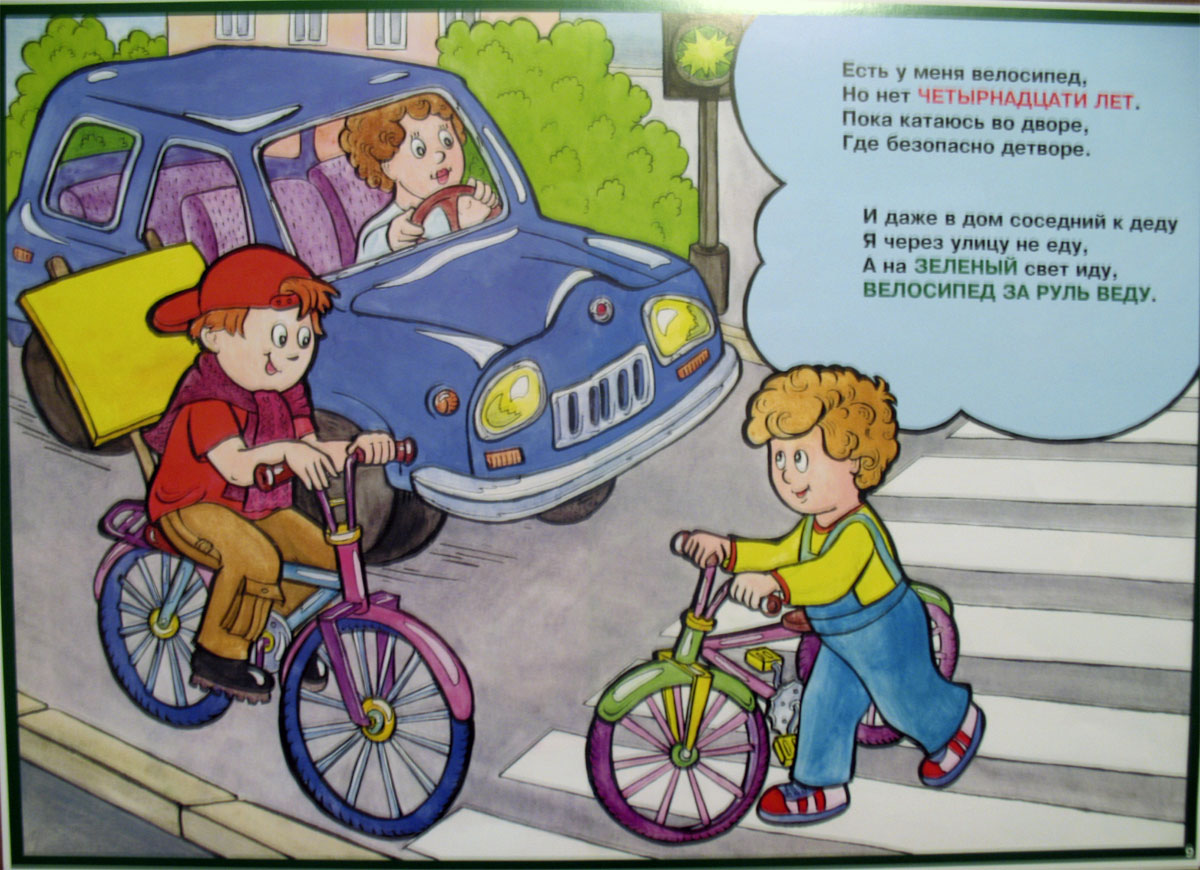 Есть у меня велосипед,
Но нет ЧЕТЫРНАДЦАТИ ЛЕТ.
Пока катаюсь во дворе,
Где безопасно детворе.
И даже в дом соседний к деду
Я через улицу не еду,
А на ЗЕЛЕНЫЙ свет иду,
ВЕЛОСИПЕД ЗА РУЛЬ ВЕДУ.
9